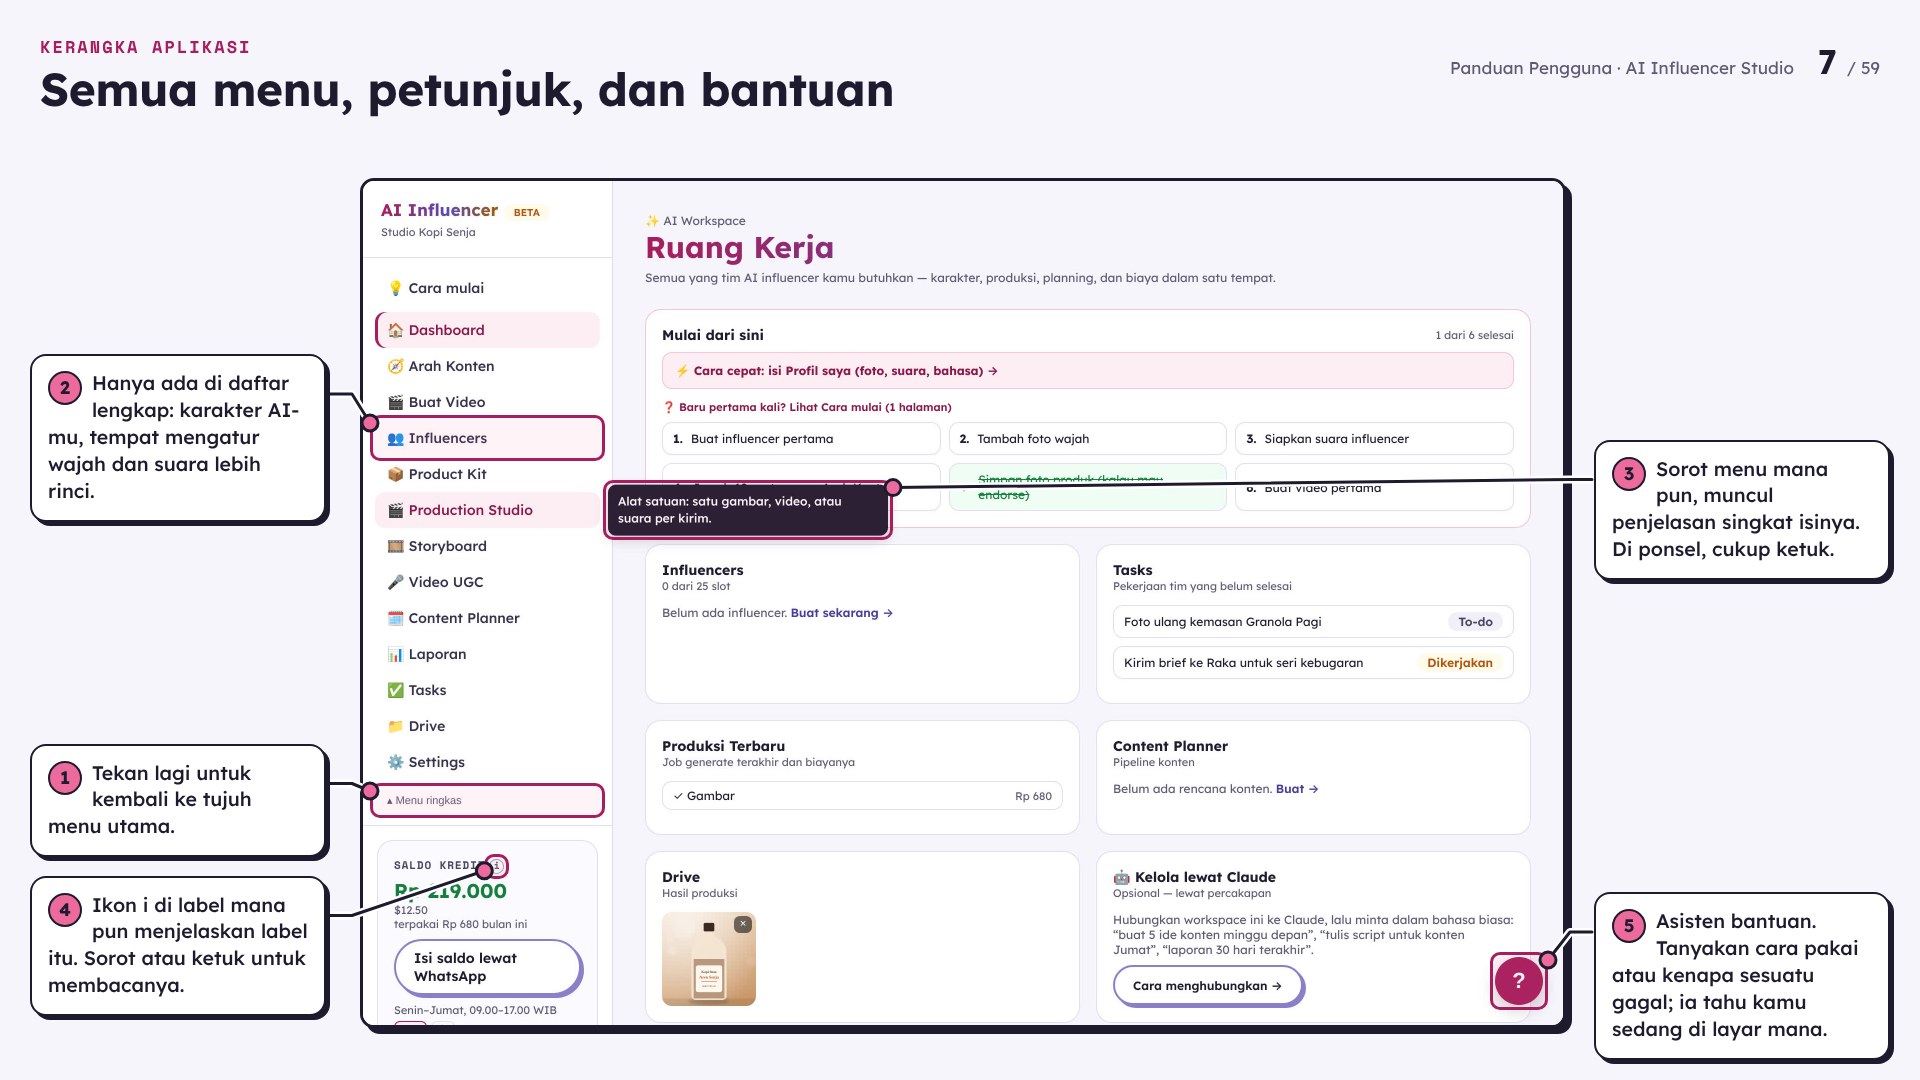 KERANGKA APLIKASI
Semua menu, petunjuk, dan bantuan
Panduan Pengguna · AI Influencer Studio 7 / 59
AI Influencer BETA
Studio Kopi Senja
💡 Cara mulai
🏠 Dashboard
🧭 Arah Konten
🎬 Buat Video
👥 Influencers
📦 Product Kit
🎬 Production Studio
🎞️ Storyboard
🎤 Video UGC
🗓️ Content Planner
📊 Laporan
✅ Tasks
📁 Drive
⚙️ Settings
▴ Menu ringkas
SALDO KREDIT i
Rp 219.000
$12.50
terpakai Rp 680 bulan ini
Isi saldo lewat
WhatsApp
Senin–Jumat, 09.00–17.00 WIB
✨ AI Workspace
Ruang Kerja
Semua yang tim AI influencer kamu butuhkan — karakter, produksi, planning, dan biaya dalam satu tempat.
Mulai dari sini
1 dari 6 selesai
⚡ Cara cepat: isi Profil saya (foto, suara, bahasa) →
❓ Baru pertama kali? Lihat Cara mulai (1 halaman)
1. Buat influencer pertama
2. Tambah foto wajah
3. Siapkan suara influencer
Simpan foto produk (kalau mau
endorse)
6. Buat video pertama
Alat satuan: satu gambar, video, atau
suara per kirim.
Influencers
0 dari 25 slot
Belum ada influencer. Buat sekarang →
Tasks
Pekerjaan tim yang belum selesai
Foto ulang kemasan Granola Pagi To-do
Kirim brief ke Raka untuk seri kebugaran Dikerjakan
Produksi Terbaru
Job generate terakhir dan biayanya
✓ Gambar Rp 680
Content Planner
Pipeline konten
Belum ada rencana konten. Buat →
Drive
Hasil produksi
🤖 Kelola lewat Claude
Opsional — lewat percakapan
Hubungkan workspace ini ke Claude, lalu minta dalam bahasa biasa:
“buat 5 ide konten minggu depan”, “tulis script untuk konten
Jumat”, “laporan 30 hari terakhir”.
Cara menghubungkan →
?
2 Hanya ada di daftar
lengkap: karakter AI-
mu, tempat mengatur
wajah dan suara lebih
rinci.
1 Tekan lagi untuk
kembali ke tujuh
menu utama.
4 Ikon i di label mana
pun menjelaskan label
itu. Sorot atau ketuk untuk
membacanya.
3 Sorot menu mana
pun, muncul
penjelasan singkat isinya.
Di ponsel, cukup ketuk.
5 Asisten bantuan.
Tanyakan cara pakai
atau kenapa sesuatu
gagal; ia tahu kamu
sedang di layar mana.